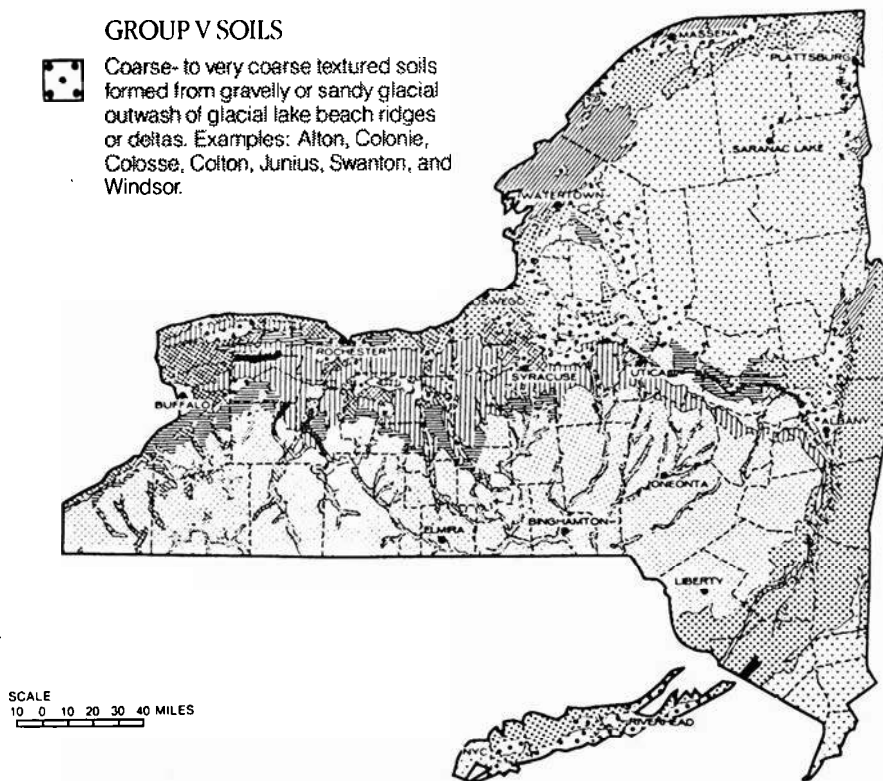 GROUP V SOILS
Coarse- to very coarse textured soils
formed from gravelly or sandy glacial
outwash of glacial lake beach ridges
or deltas. Examples: Alton, Colonie,
Colosse, Colton, Junius, Swanton, and
Windsor.
MASSENA
PLATTSBURG
SARANAC LAKE
WATERTOWN
OSWEGO
ROCHESTER
SYRACUSE
UTICA
BUFFALO
ALBANY
ONEONTA
ELMIRA
BINGHAMTON
LIBERTY
SCALE
10 0 10 20 30 40 MILES
RIVERHEAD
NYC